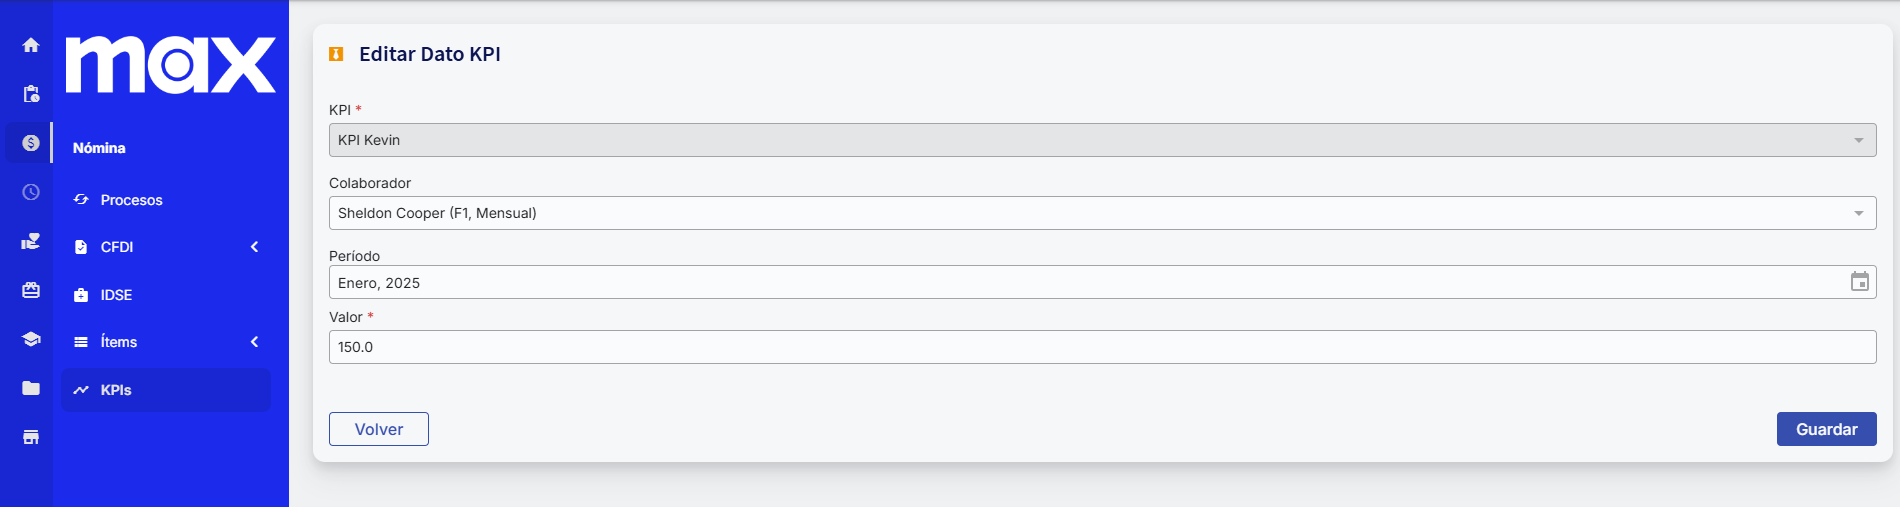 max
Nómina
Procesos
CFDI
IDSE
Ítems
KPIs
Editar Dato KPI
KPI *
KPI Kevin
Colaborador
Sheldon Cooper (F1, Mensual)
Período
Enero, 2025
Valor *
150.0
Volver
Guardar